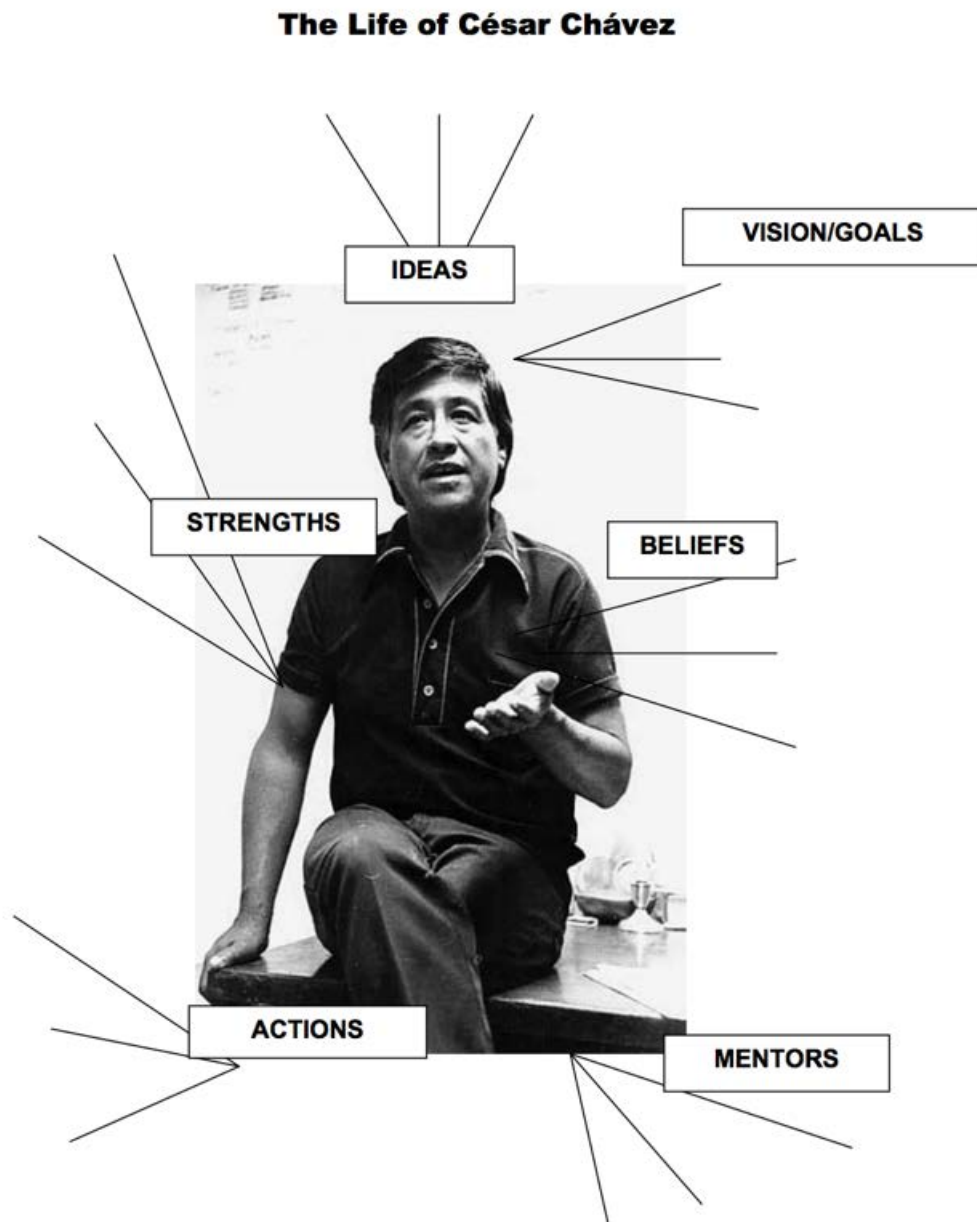 The Life of César Chávez
IDEAS
VISION/GOALS
STRENGTHS
BELIEFS
ACTIONS
MENTORS